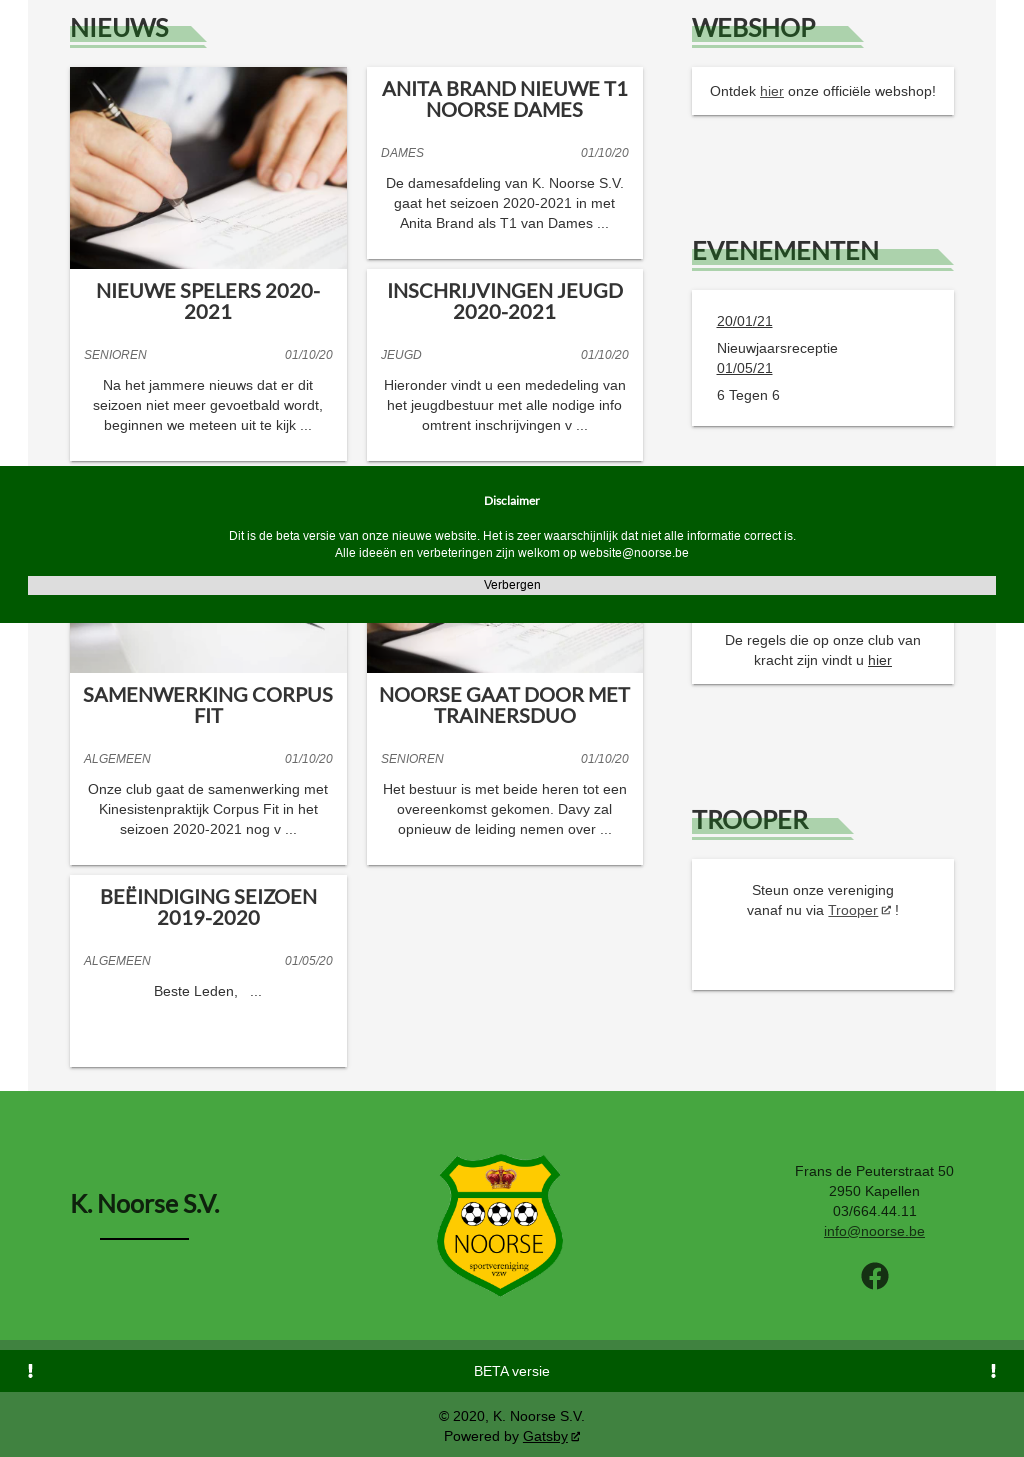 NIEUWS
NIEUWE SPELERS 2020-
2021
SENIOREN 01/10/20
Na het jammere nieuws dat er dit
seizoen niet meer gevoetbald wordt,
beginnen we meteen uit te kijk ...
ANITA BRAND NIEUWE T1
NOORSE DAMES
DAMES 01/10/20
De damesafdeling van K. Noorse S.V.
gaat het seizoen 2020-2021 in met
Anita Brand als T1 van Dames ...
INSCHRIJVINGEN JEUGD
2020-2021
JEUGD 01/10/20
Hieronder vindt u een mededeling van
het jeugdbestuur met alle nodige info
omtrent inschrijvingen v ...
WEBSHOP
Ontdek hier onze officiële webshop!
EVENEMENTEN
20/01/21
Nieuwjaarsreceptie
01/05/21
6 Tegen 6
Disclaimer
Dit is de beta versie van onze nieuwe website. Het is zeer waarschijnlijk dat niet alle informatie correct is.
Alle ideeën en verbeteringen zijn welkom op website@noorse.be
Verbergen
SAMENWERKING CORPUS
FIT
ALGEMEEN 01/10/20
Onze club gaat de samenwerking met
Kinesistenpraktijk Corpus Fit in het
seizoen 2020-2021 nog v ...
NOORSE GAAT DOOR MET
TRAINERSDUO
SENIOREN 01/10/20
Het bestuur is met beide heren tot een
overeenkomst gekomen. Davy zal
opnieuw de leiding nemen over ...
BEËINDIGING SEIZOEN
2019-2020
ALGEMEEN 01/05/20
Beste Leden, ...
De regels die op onze club van
kracht zijn vindt u hier
TROOPER
Steun onze vereniging
vanaf nu via Trooper !
K. Noorse S.V.
NOORSE
sportvereniging
vzw
Frans de Peuterstraat 50
2950 Kapellen
03/664.44.11
info@noorse.be
BETA versie
© 2020, K. Noorse S.V.
Powered by Gatsby